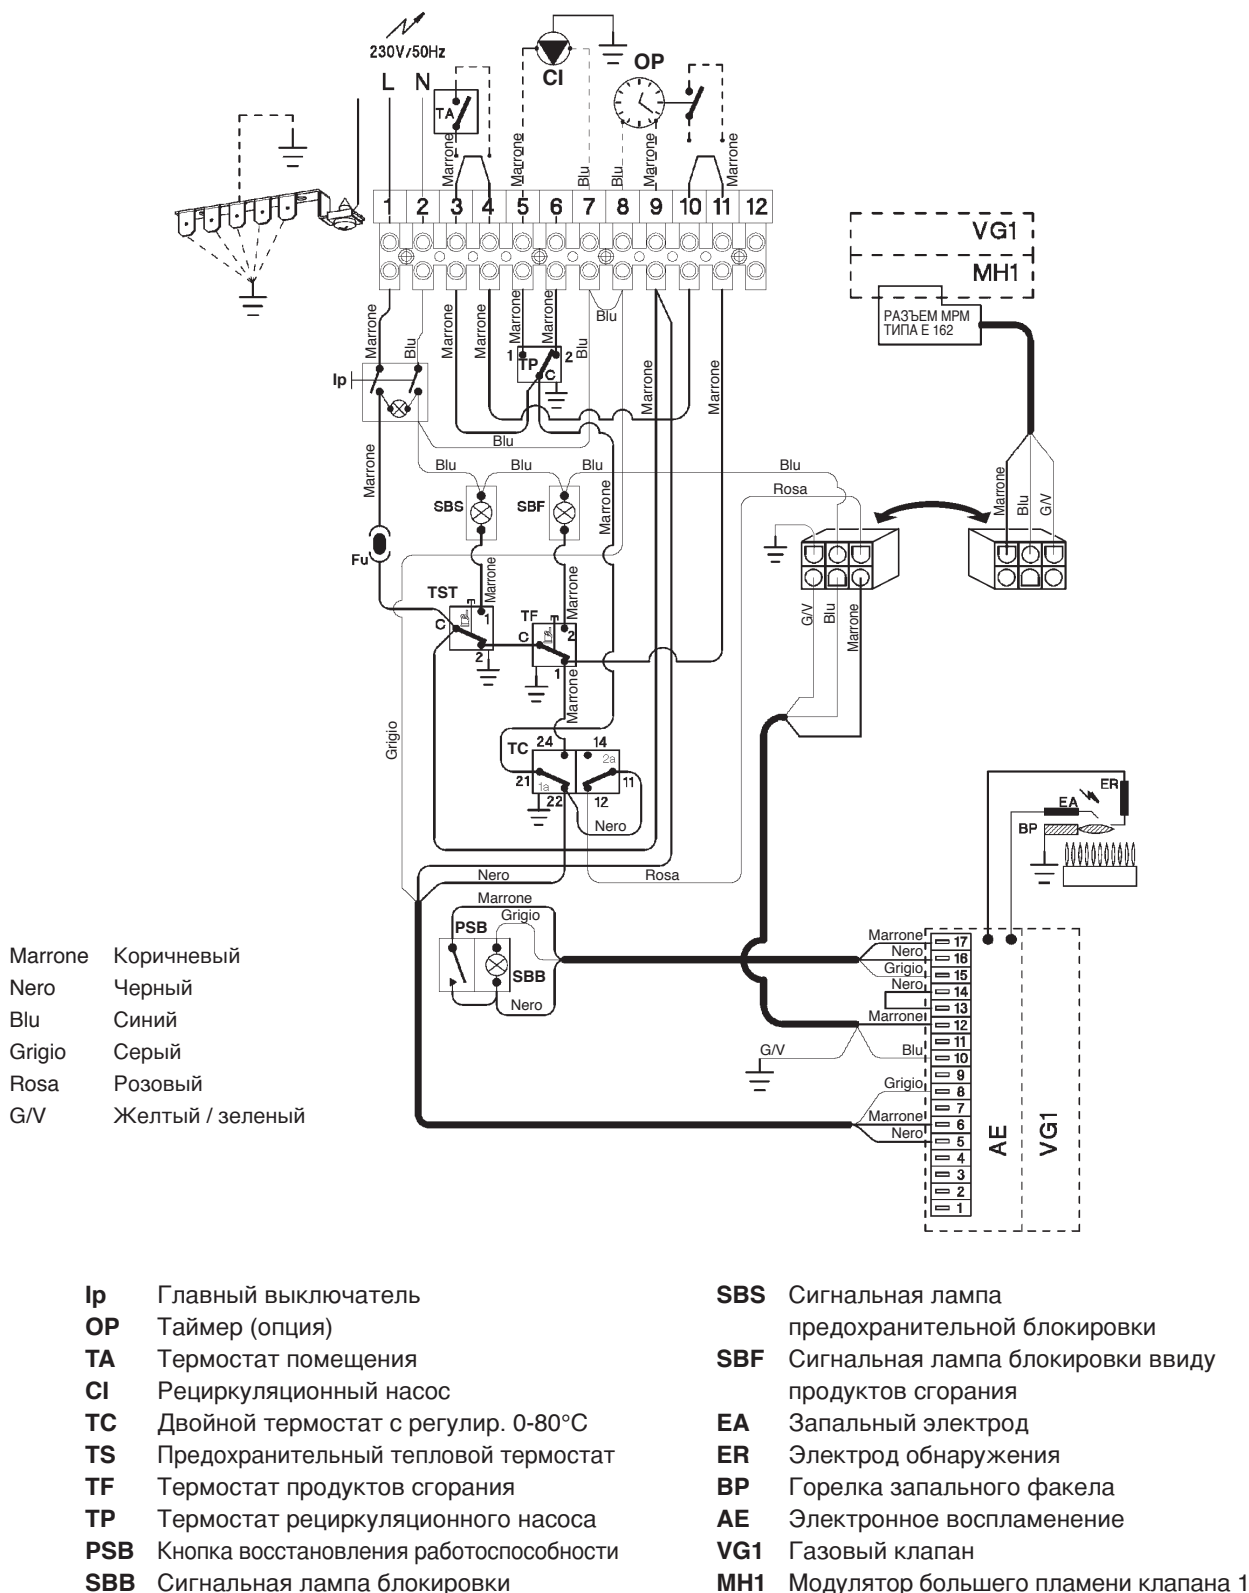 230V/50Hz
L N
CI
OP
TA
Marrone
Marrone
Blu
Blu
Marrone
Marrone
1 2 3 4 5 6 7 8 9 10 11 12
VG1
MH1
РАЗЪЕМ МРМ
ТИПА Е 162
Marrone
Blu
Marrone
Marrone
Marrone
Marrone
Blu
Blu
Marrone
Marrone
1 TP 2
C
Ip
Blu
Marrone
Blu
Blu
Blu
Blu
Rosa
Marrone
Blu
G/V
SBS
SBF
Marrone
Fu
TST
Marrone
Marrone
C
1
2
TF
C
2
1
G/V
Blu
Marrone
Marrone
Grigio
TC
24
14
2a
21
1a
22
12
11
Nero
ER
EA
BP
Nero
Rosa
Marrone
Grigio
PSB
SBB
Nero
Marrone 17
Nero 16
Grigio 15
Nero 14
13
Marrone 12
11
G/V
Blu 10
9
Grigio 8
7
Marrone 6
Nero 5
4
3
2
1
AE
VG1
Marrone Коричневый
Nero Черный
Blu Синий
Grigio Серый
Rosa Розовый
G/V Желтый / зеленый
Ip Главный выключатель
OP Таймер (опция)
TA Термостат помещения
CI Рециркуляционный насос
TC Двойной термостат с регулир. 0-80°C
TS Предохранительный тепловой термостат
TF Термостат продуктов сгорания
TP Термостат рециркуляционного насоса
PSB Кнопка восстановления работоспособности
SBB Сигнальная лампа блокировки
SBS Сигнальная лампа
предохранительной блокировки
SBF Сигнальная лампа блокировки ввиду
продуктов сгорания
EA Запальный электрод
ER Электрод обнаружения
BP Горелка запального факела
AE Электронное воспламенение
VG1 Газовый клапан
MH1 Модулятор большего пламени клапана 1